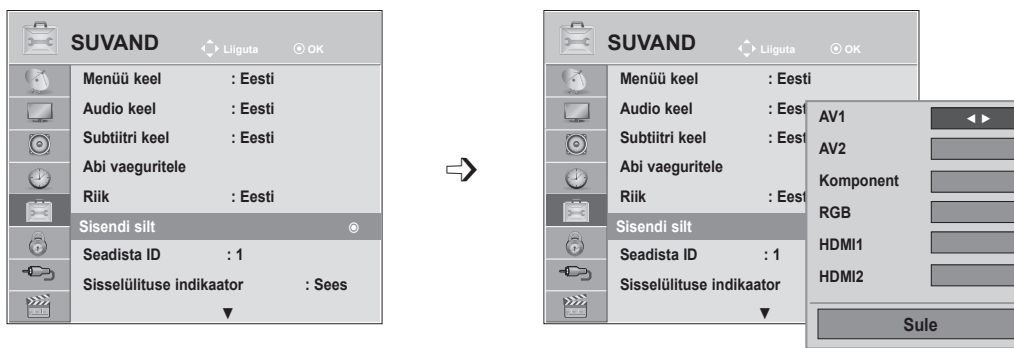 SUVAND Liiguta OK
Menüü keel : Eesti
Audio keel : Eesti
Subtiitri keel : Eesti
Abi vaeguritele
Riik : Eesti
Sisendi silt
Seadista ID : 1
Sisselülituse indikaator : Sees
SUVAND Liiguta OK
Menüü keel : Eesti
Audio keel : Eest
Subtiitri keel : Eest
Abi vaeguritele
Riik : Eest
Sisendi silt
Seadista ID : 1
Sisselülituse indikaator
AV1
AV2
Komponent
RGB
HDMI1
HDMI2
Sule